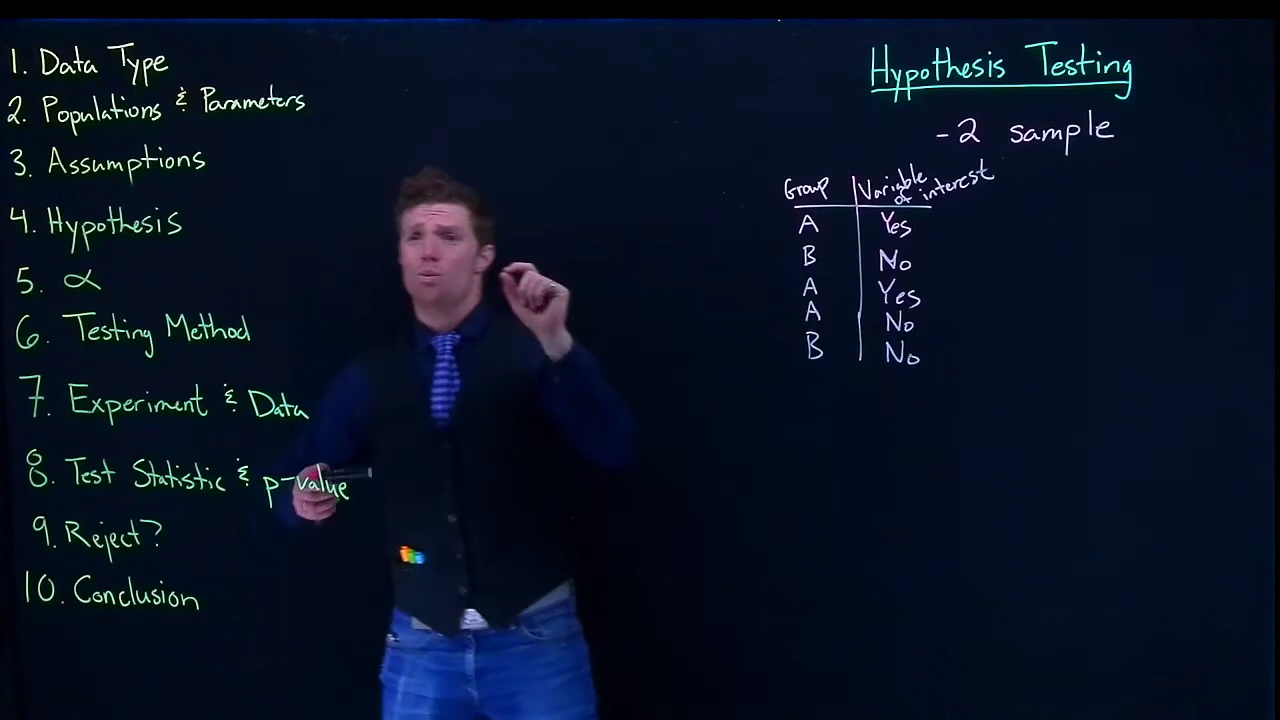 1. Data Type
2. Populations & Parameters
3. Assumptions
4. Hypothesis
5. α
6. Testing Method
7. Experiment & Data
8. Test Statistic & p-value
9. Reject?
10. Conclusion
Hypothesis Testing
- 2 sample
Group Variable of interest
A Yes
B No
A Yes
A No
B No